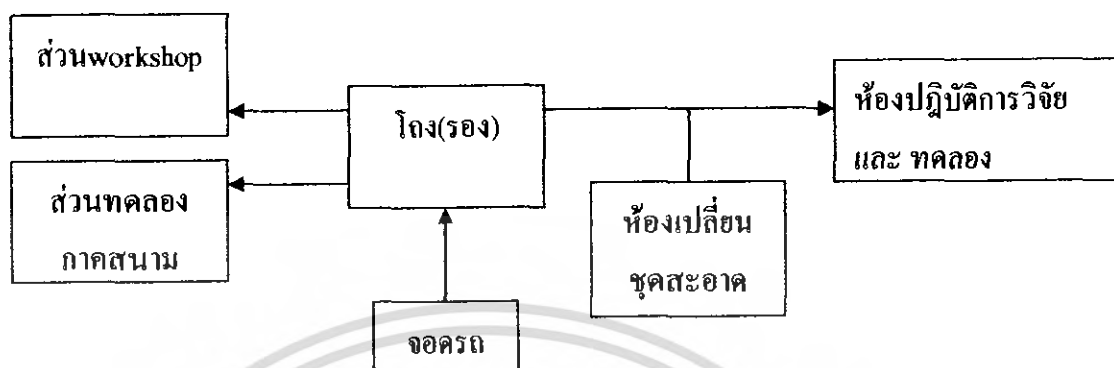 ส่วนworkshop
โถง(รอง)
ห้องปฎิบัติการวิจัย
และ ทดลอง
ส่วนทดลอง
ภาคสนาม
ห้องเปลี่ยน
ชุดสะอาด
จอดรถ